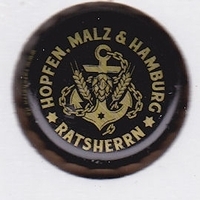 HOPFEN, MALZ & HAMBURG
RATSHERRN